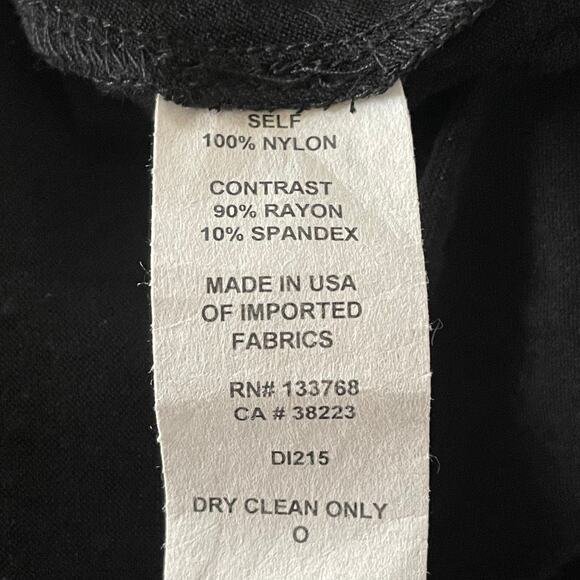 SELF
100% NYLON
CONTRAST
90% RAYON
10% SPANDEX
MADE IN USA
OF IMPORTED
FABRICS
RN# 133768
CA # 38223
DI215
DRY CLEAN ONLY
O